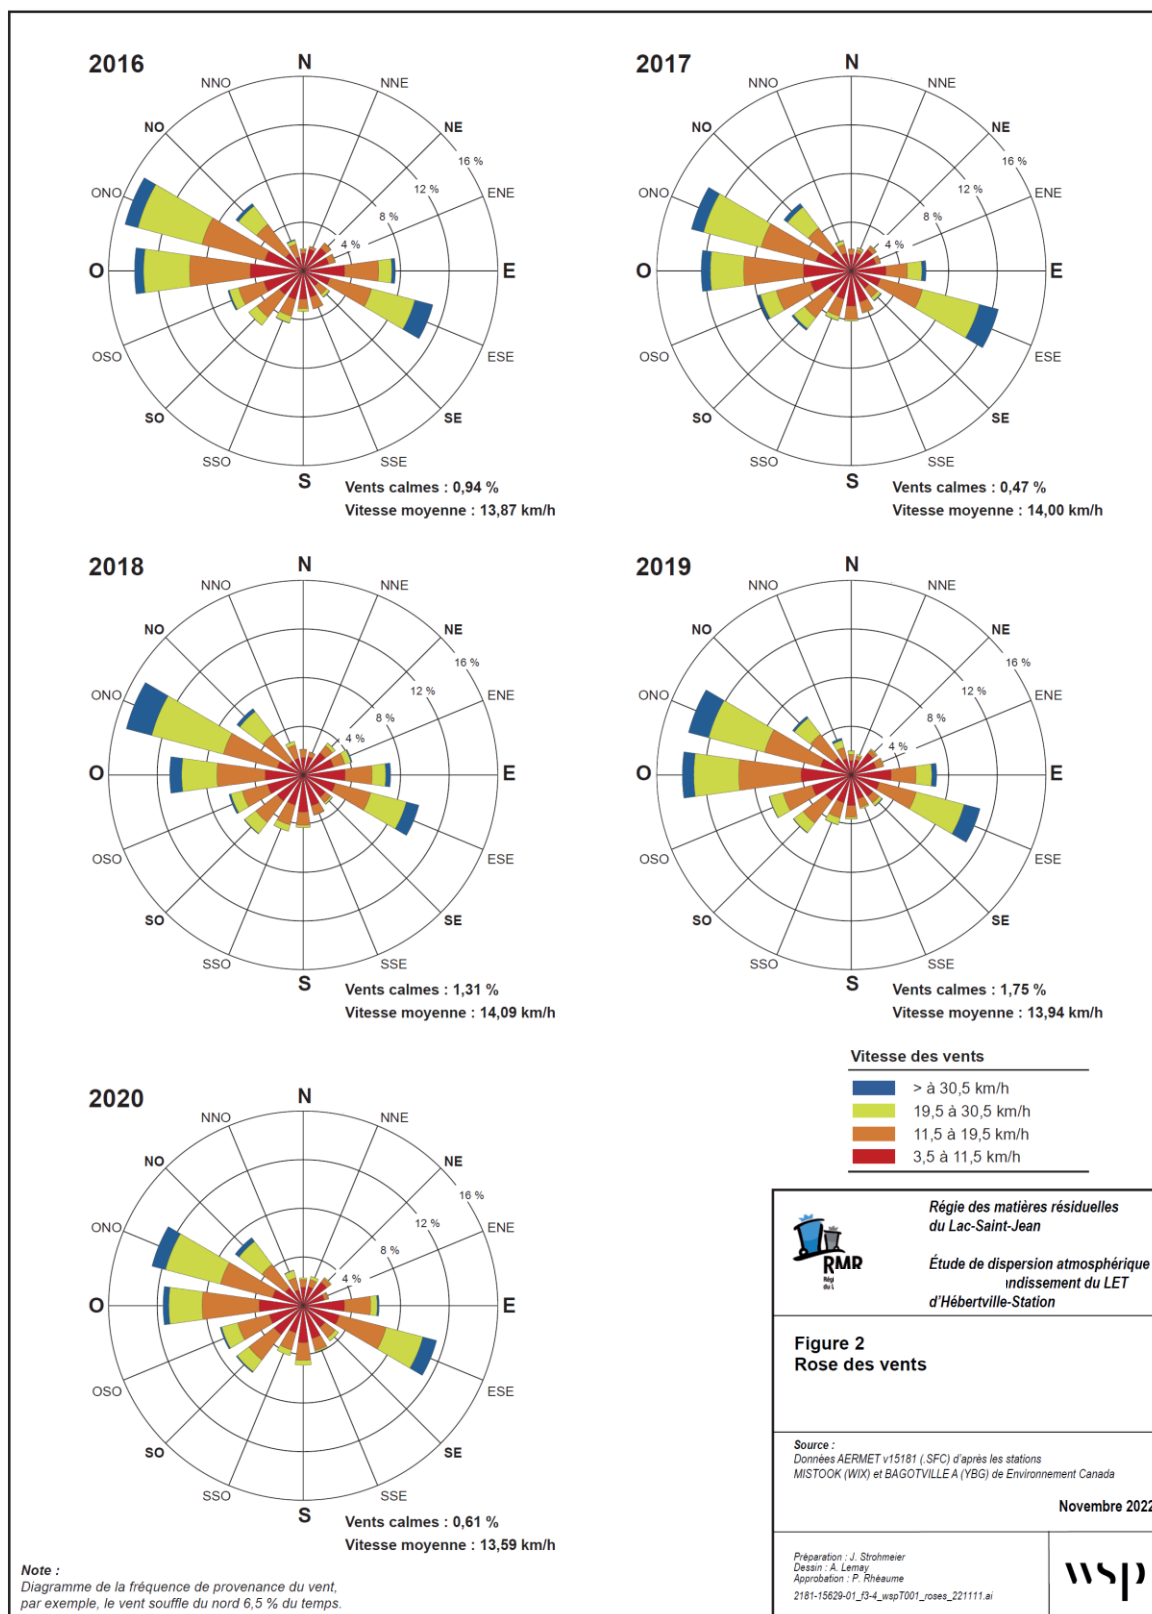 2016
N
NNO
NNE
NO
NE
16 %
12 %
ONO
ENE
8 %
4 %
O
E
OSO
ESE
SO
SE
SSO
SSE
S
Vents calmes : 0,94 %
Vitesse moyenne : 13,87 km/h
2017
N
NNO
NNE
NO
NE
16 %
12 %
ONO
ENE
8 %
4 %
O
E
OSO
ESE
SO
SE
SSO
SSE
S
Vents calmes : 0,47 %
Vitesse moyenne : 14,00 km/h
2018
N
NNO
NNE
NO
NE
16 %
12 %
ONO
ENE
8 %
4 %
O
E
OSO
ESE
SO
SE
SSO
SSE
S
Vents calmes : 1,31 %
Vitesse moyenne : 14,09 km/h
2019
N
NNO
NNE
NO
NE
16 %
12 %
ONO
ENE
8 %
4 %
O
E
OSO
ESE
SO
SE
SSO
SSE
S
Vents calmes : 1,75 %
Vitesse moyenne : 13,94 km/h
2020
N
NNO
NNE
NO
NE
16 %
12 %
ONO
ENE
8 %
4 %
O
E
OSO
ESE
SO
SE
SSO
SSE
S
Vents calmes : 0,61 %
Vitesse moyenne : 13,59 km/h
Note :
Diagramme de la fréquence de provenance du vent,
par exemple, le vent souffle du nord 6,5 % du temps.
Vitesse des vents
> à 30,5 km/h
19,5 à 30,5 km/h
11,5 à 19,5 km/h
3,5 à 11,5 km/h
RMR
Régie des matières résiduelles
du Lac-Saint-Jean
Étude de dispersion atmosphérique
ndissement du LET
d'Hébertville-Station
Figure 2
Rose des vents
Source :
Données AERMET v15181 (.SFC) d'après les stations
MISTOOK (WIX) et BAGOTVILLE A (YBG) de Environnement Canada
Novembre 2022
Préparation : J. Strohmeier
Dessin : A. Lemay
Approbation : P. Rhéaume
2181-15629-01_f3-4_wspT001_roses_221111.ai
wsp